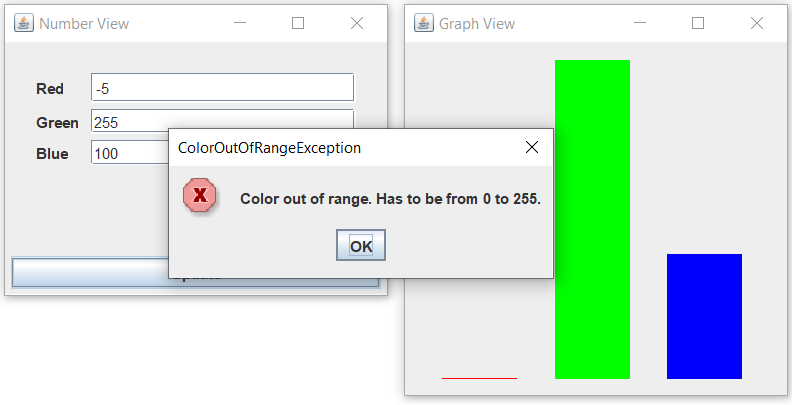 Number View
Red
-5
Green
255
Blue
100
ColorOutOfRangeException
X
Color out of range. Has to be from 0 to 255.
OK
Graph View